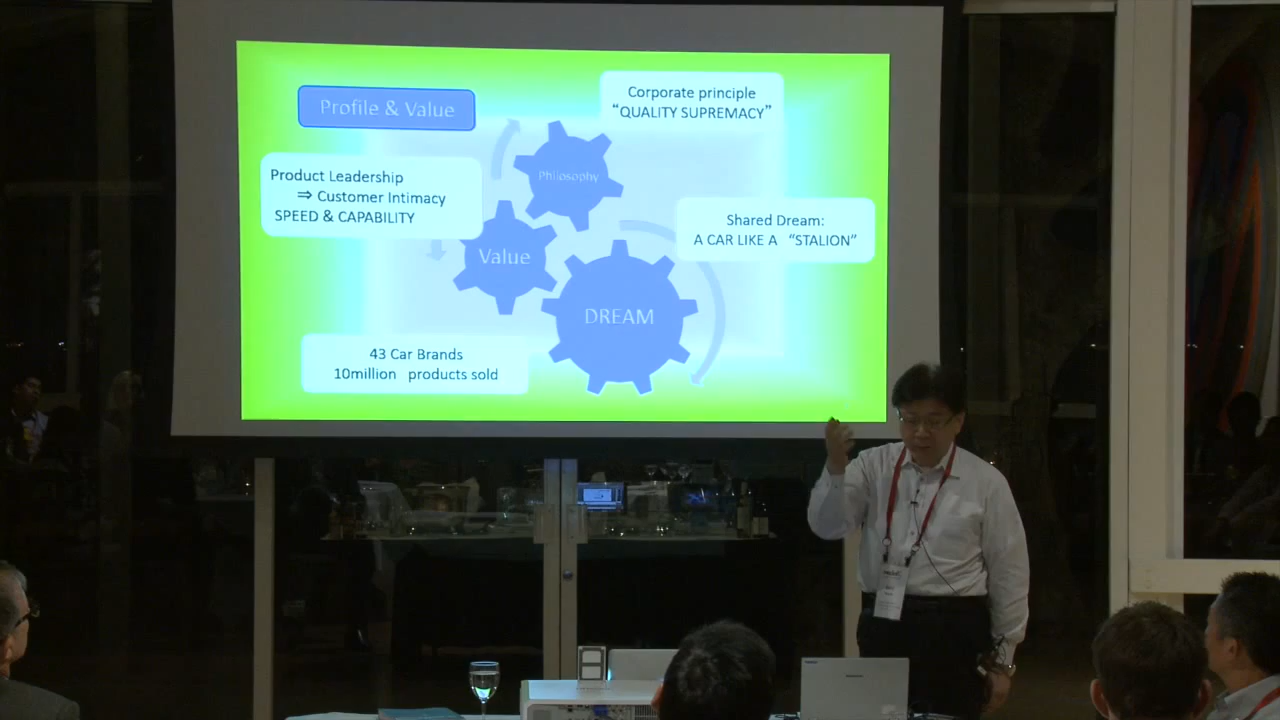 Profile & Value
Corporate principle
“QUALITY SUPREMACY”
Philosophy
Product Leadership
⇒ Customer Intimacy
SPEED & CAPABILITY
Shared Dream:
A CAR LIKE A “STALION”
Value
DREAM
43 Car Brands
10million products sold